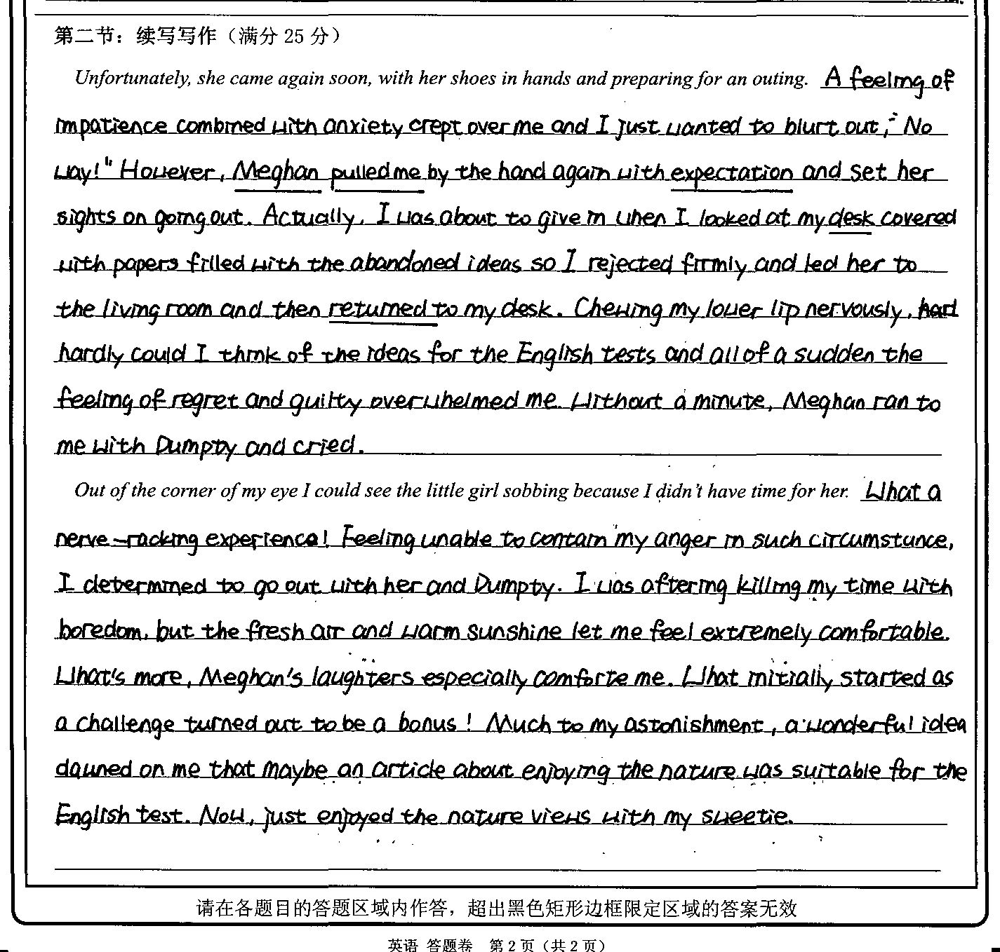 第二节：续写写作（满分 25 分）
Unfortunately, she came again soon, with her shoes in hands and preparing for an outing. A feeling of
impatience combined with anxiety crept over me and I just wanted to blurt out, "No
way!" However, Meghan pulled me by the hand again with expectation and set her
sights on going out. Actually, I was about to give in when I looked at my desk covered
with papers filled with the abandoned ideas so I rejected firmly and led her to
the living room and then returned to my desk. Chewing my lower lip nervously, had
hardly could I think of the ideas for the English tests and all of a sudden the
feeling of regret and guilty overwhelmed me. Without a minute, Meghan ran to
me with Dumpty and cried.
Out of the corner of my eye I could see the little girl sobbing because I didn't have time for her. What a
nerve-racking experience! Feeling unable to contain my anger in such circumstance,
I determined to go out with her and Dumpty. I was aftering killing my time with
boredom, but the fresh air and warm sunshine let me feel extremely comfortable.
What's more, Meghan's laughters especially comforte me. What initially started as
a challenge turned out to be a bonus! Much to my astonishment, a wonderful idea
dawned on me that maybe an article about enjoying the nature was suitable for the
English test. Now, just enjoyed the nature views with my sweetie.
请在各题目的答题区域内作答，超出黑色矩形边框限定区域的答案无效
英语 答题卷 第 2 页（共 2 页）